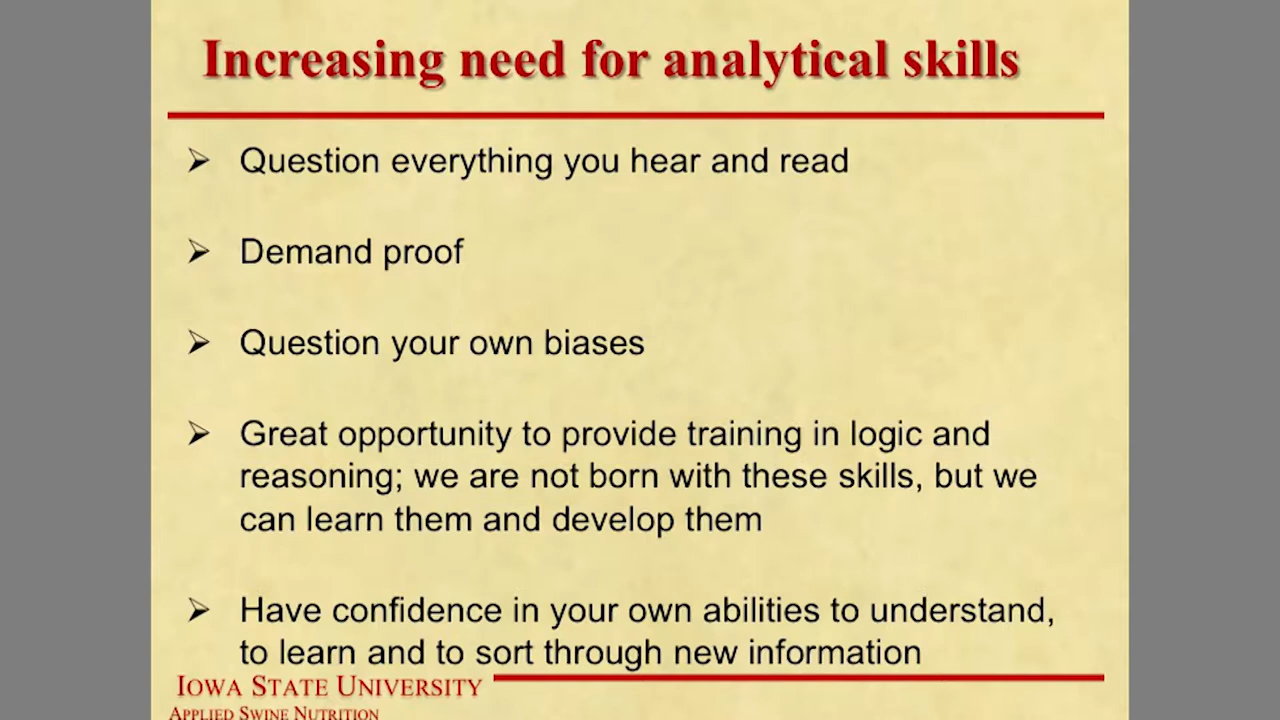 Increasing need for analytical skills
Question everything you hear and read
Demand proof
Question your own biases
Great opportunity to provide training in logic and
reasoning; we are not born with these skills, but we
can learn them and develop them
Have confidence in your own abilities to understand,
to learn and to sort through new information
IOWA STATE UNIVERSITY
APPLIED SWINE NUTRITION